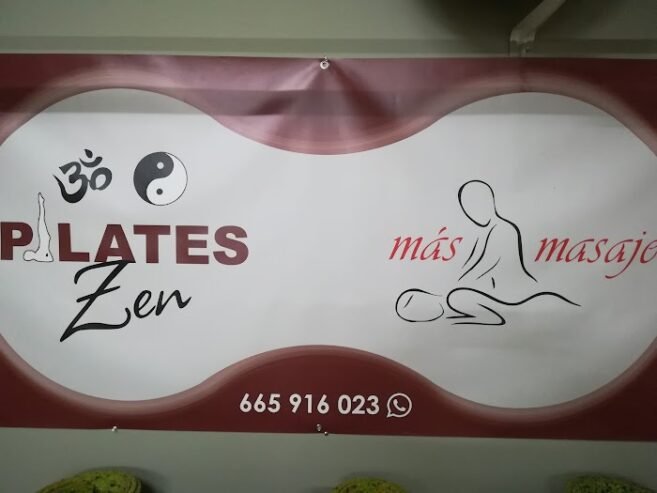 ॐ
PILATES
Zen
más masaje
665 916 023